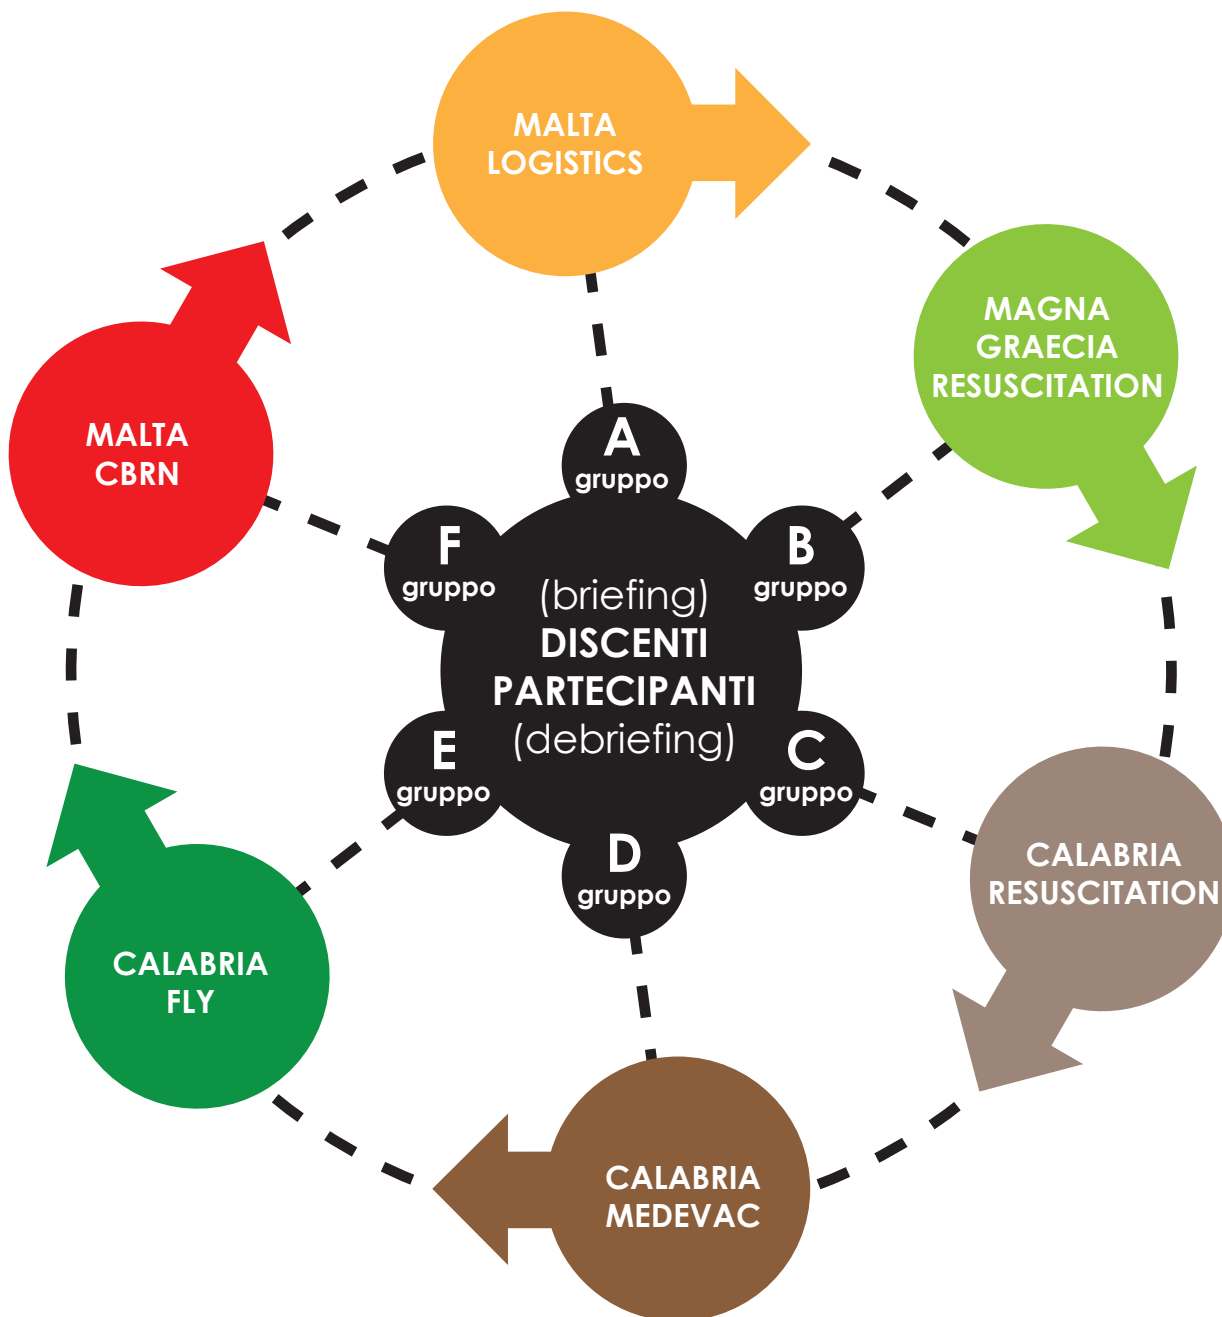 MALTA
LOGISTICS
MAGNA
GRAECIA
RESUSCITATION
MALTA
CBRN
A
gruppo
F
gruppo
B
gruppo
(briefing)
DISCENTI
PARTECIPANTI
(debriefing)
E
gruppo
C
gruppo
D
gruppo
CALABRIA
RESUSCITATION
CALABRIA
FLY
CALABRIA
MEDEVAC